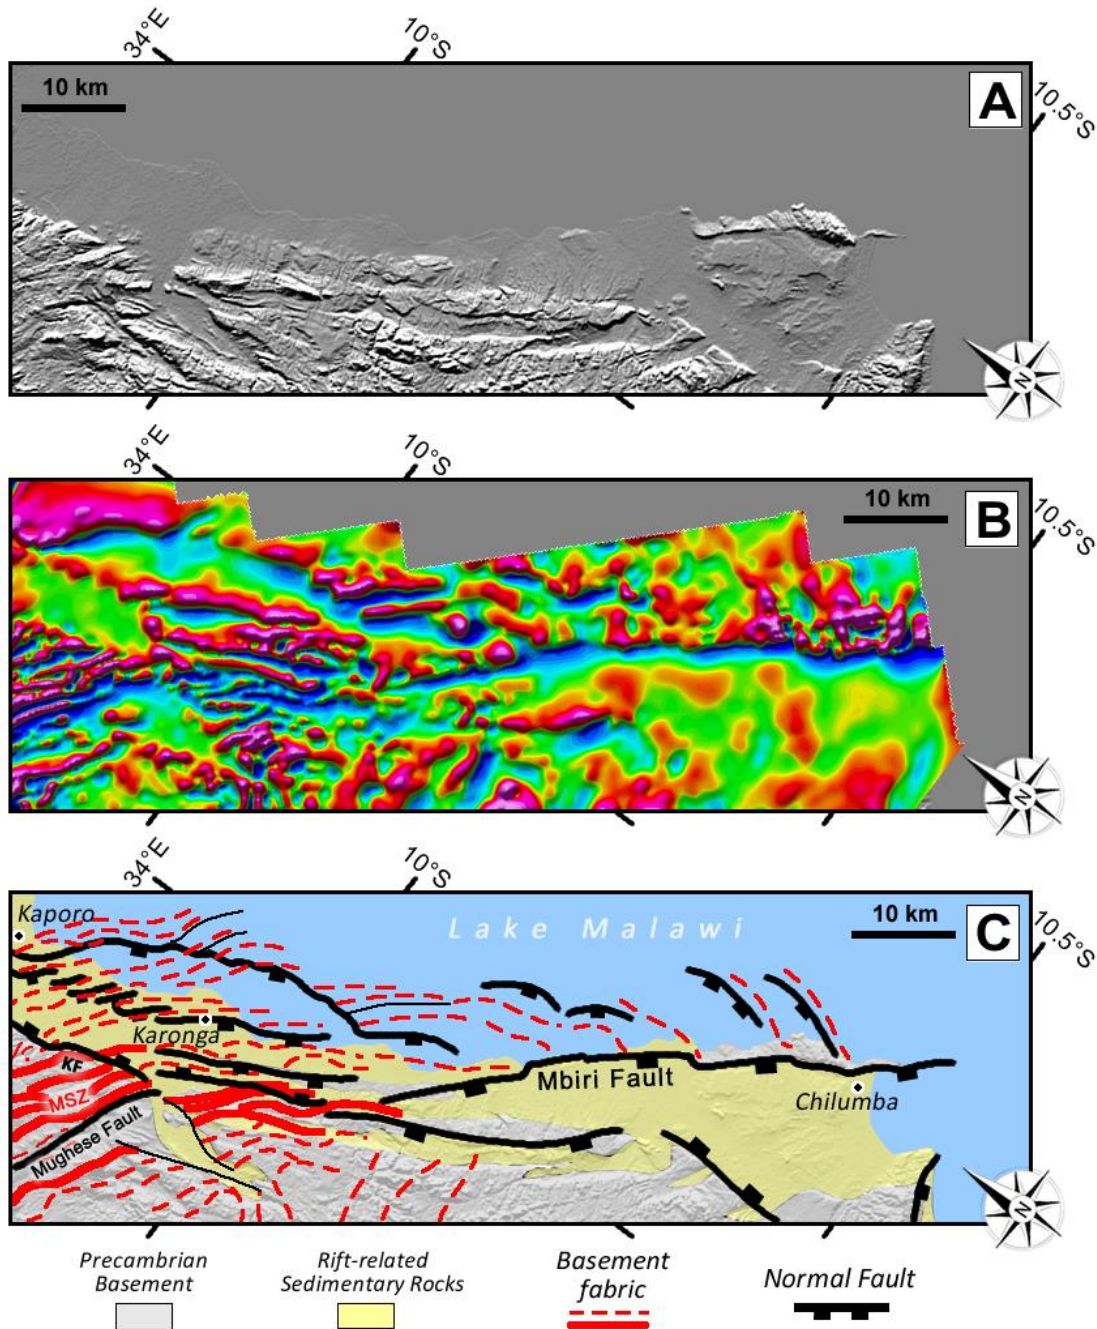 34°E
10°S
10 km
A
10.5°S
N
34°E
10°S
10 km
B
10.5°S
N
34°E
10°S
Kaporo
Lake Malawi
10 km
C
10.5°S
Karonga
KF
MSZ
Mughese Fault
Mbiri Fault
Chilumba
N
Precambrian
Basement
Rift-related
Sedimentary Rocks
Basement
fabric
Normal Fault